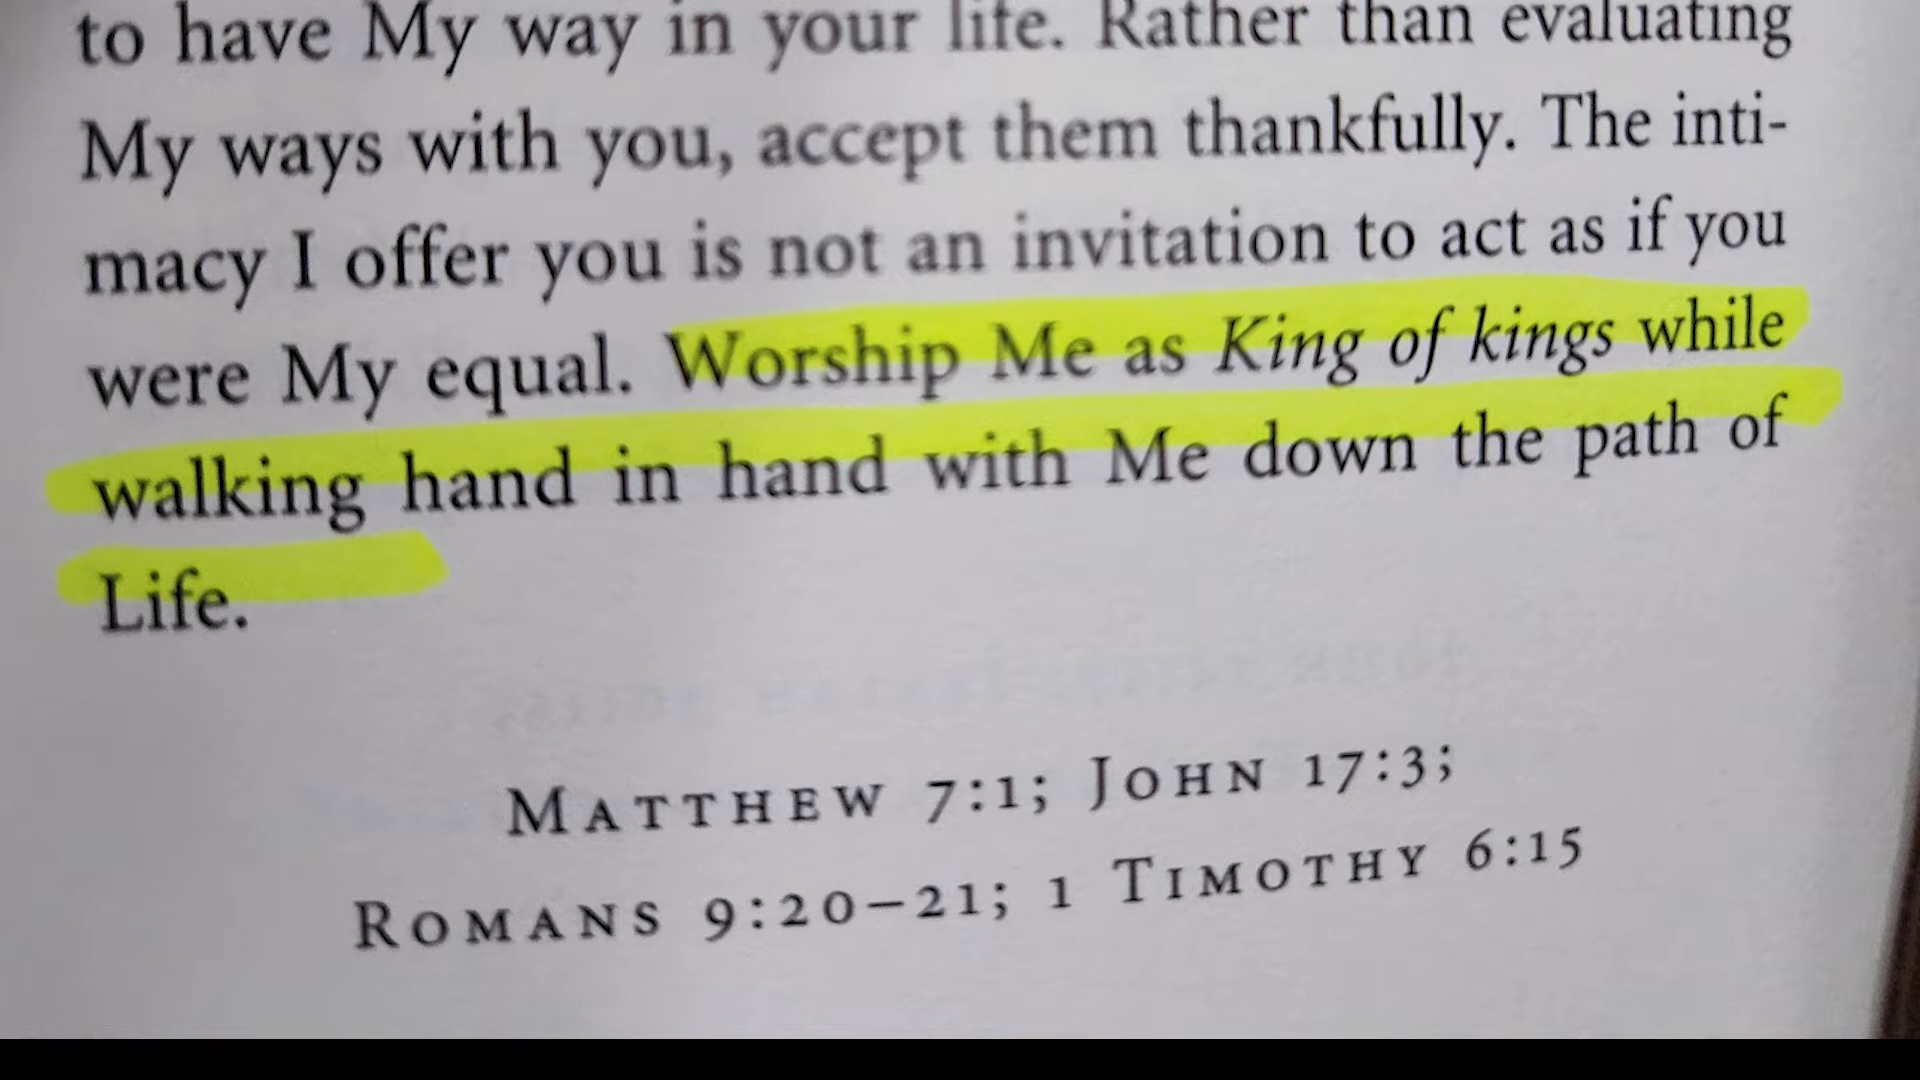 to have My way in your life. Rather than evaluating
My ways with you, accept them thankfully. The inti-
macy I offer you is not an invitation to act as if you
were My equal. Worship Me as King of kings while
walking hand in hand with Me down the path of
Life.
MATTHEW 7:1; JOHN 17:3;
ROMANS 9:20–21; 1 TIMOTHY 6:15